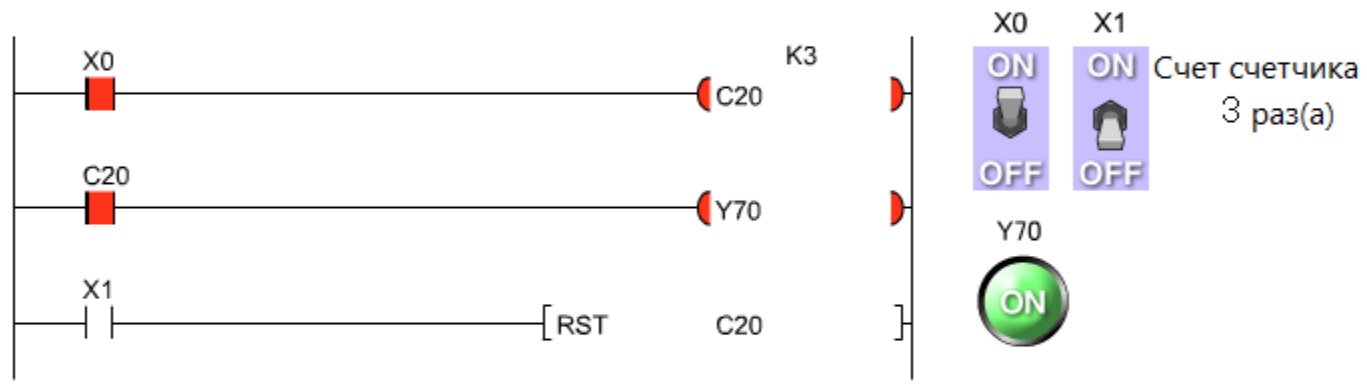 X0
K3
C20
C20
Y70
X1
RST C20
X0 X1
ON ON
Счет счетчика
3 раз(а)
OFF OFF
Y70
ON